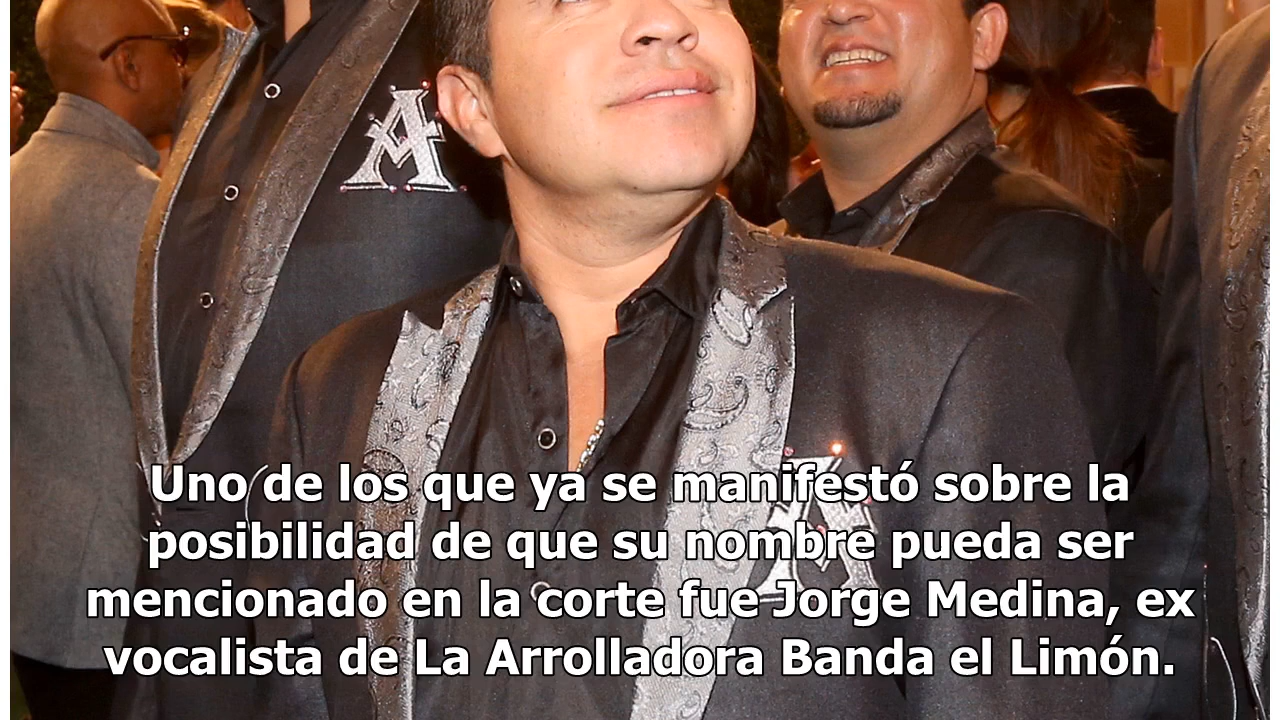 A
A
Uno de los que ya se manifestó sobre la
posibilidad de que su nombre pueda ser
mencionado en la corte fue Jorge Medina, ex
vocalista de La Arrolladora Banda el Limón.